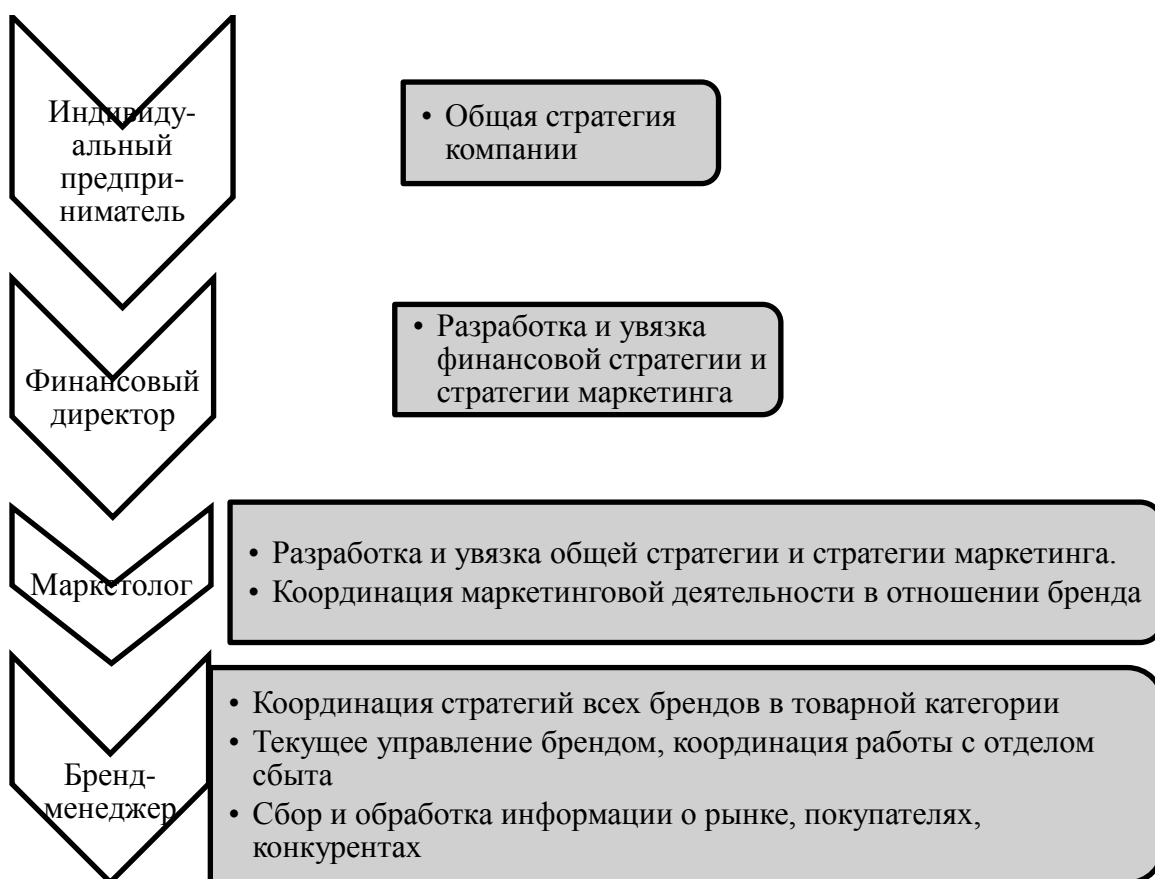 Индивиду-
альный
предпри-
ниматель
• Общая стратегия
компании
Финансовый
директор
• Разработка и увязка
финансовой стратегии и
стратегии маркетинга
Маркетолог
• Разработка и увязка общей стратегии и стратегии маркетинга.
• Координация маркетинговой деятельности в отношении бренда
Бренд-
менеджер
• Координация стратегий всех брендов в товарной категории
• Текущее управление брендом, координация работы с отделом
сбыта
• Сбор и обработка информации о рынке, покупателях,
конкурентах